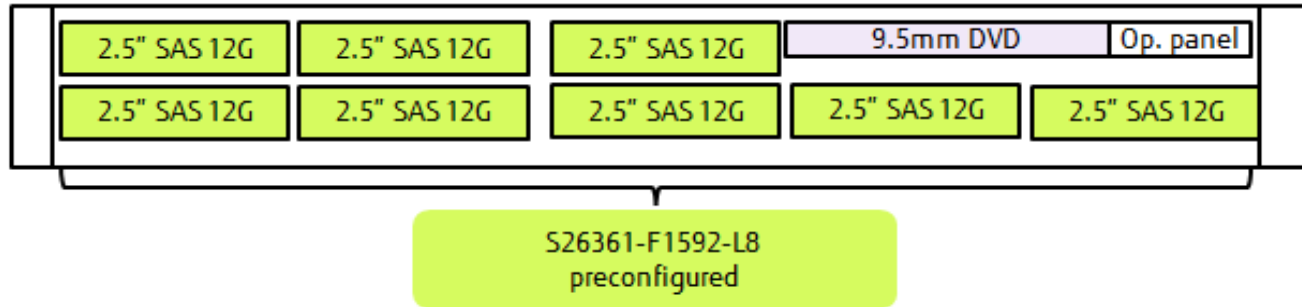 2.5” SAS 12G 2.5” SAS 12G 2.5” SAS 12G 9.5mm DVD Op. panel
2.5” SAS 12G 2.5” SAS 12G 2.5” SAS 12G 2.5” SAS 12G 2.5” SAS 12G
S26361-F1592-L8
preconfigured